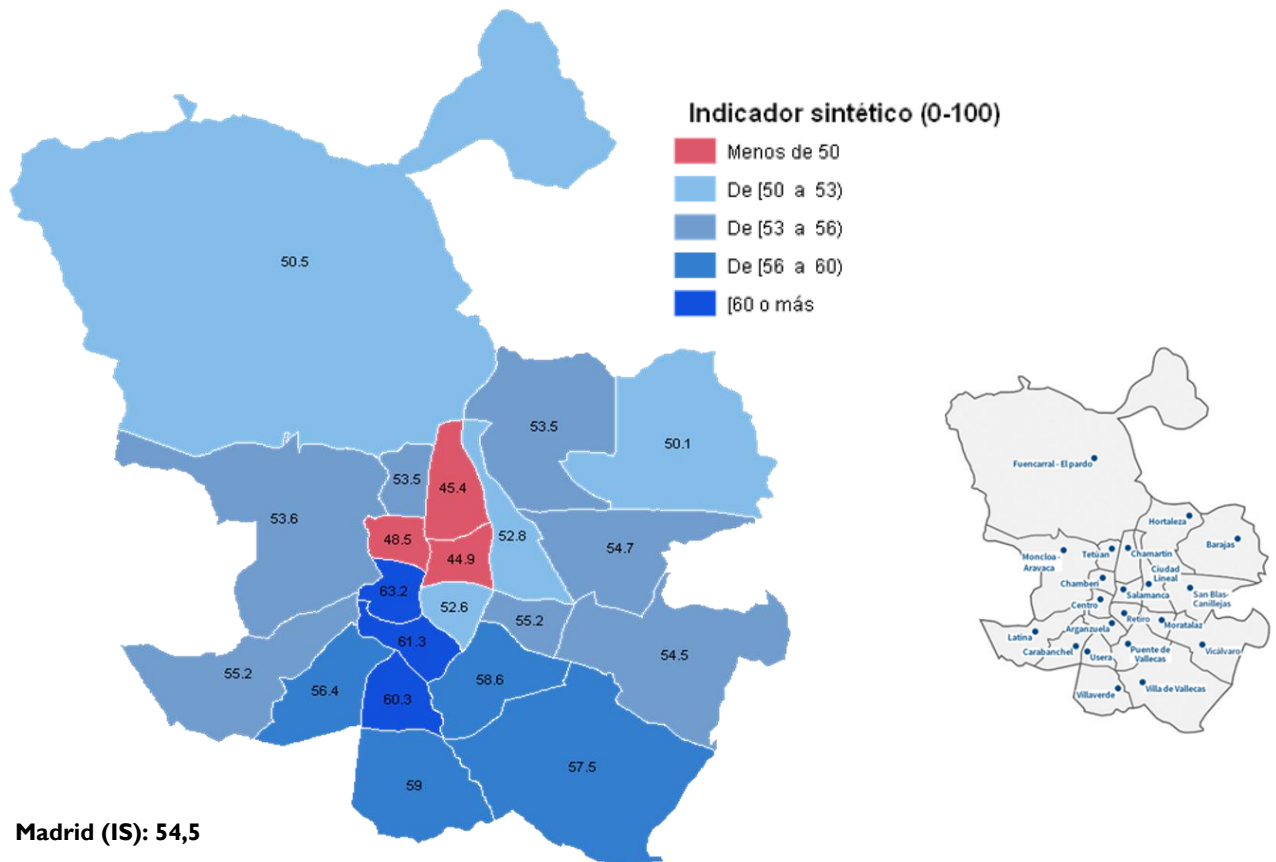 Indicador sintético (0-100)
Menos de 50
De [50 a 53)
De [53 a 56)
De [56 a 60)
[60 o más
50.5
53.5
50.1
53.5
45.4
53.6
48.5
52.8
54.7
44.9
63.2
52.6
55.2
61.3
54.5
55.2
56.4
58.6
60.3
57.5
59
Madrid (IS): 54,5
Fuencarral - El pardo
Hortaleza
Barajas
Tetúan
Chamartín
Moncloa -
Aravaca
Ciudad
Lineal
Chamberí
Salamanca
San Blas-
Canillejas
Centro
Retiro
Arganzuela
Moratalaz
Latina
Carabanchel
Usera
Puente de
Vallecas
Vicálvaro
Villaverde
Villa de Vallecas